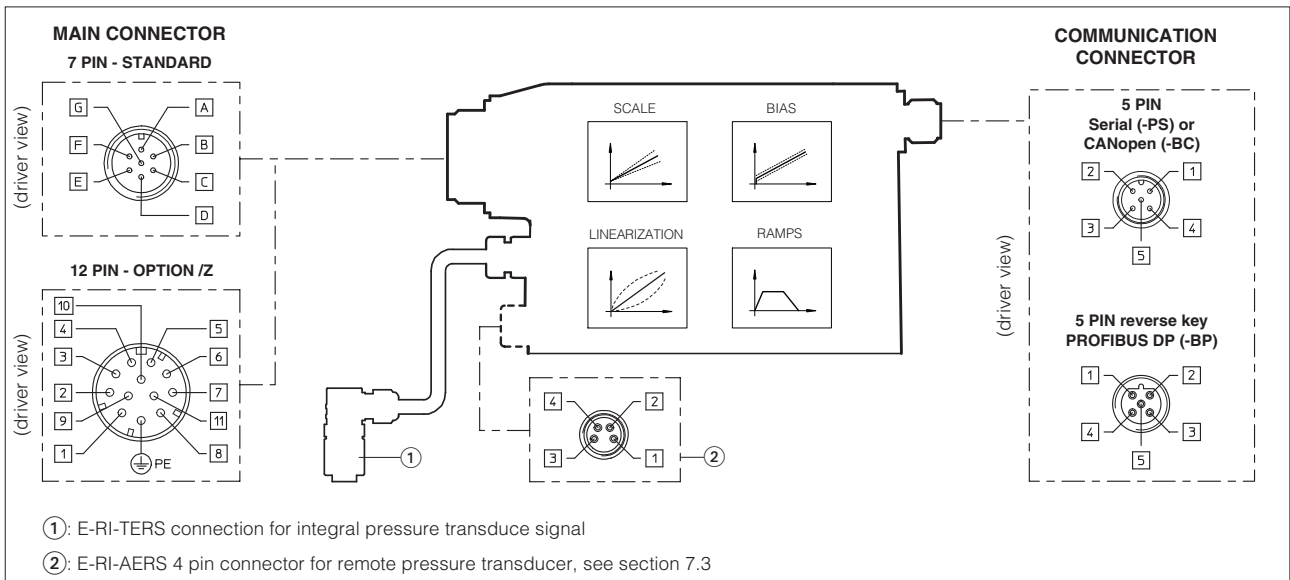 MAIN CONNECTOR
7 PIN - STANDARD
(driver view)
G
A
F
B
E
C
D
12 PIN - OPTION /Z
(driver view)
10
4
5
3
6
2
7
9
11
1
8
PE
SCALE
BIAS
LINEARIZATION
RAMPS
1
4
2
3
1
2
COMMUNICATION
CONNECTOR
(driver view)
5 PIN
Serial (-PS) or
CANopen (-BC)
2
1
3
4
5
5 PIN reverse key
PROFIBUS DP (-BP)
1
2
4
3
5
1: E-RI-TERS connection for integral pressure transduce signal
2: E-RI-AERS 4 pin connector for remote pressure transducer, see section 7.3